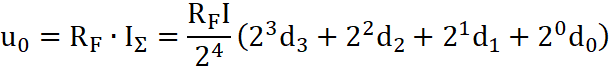 u₀ = R_F · I_Σ = R_F I / 2⁴ (2³d₃ + 2²d₂ + 2¹d₁ + 2⁰d₀)